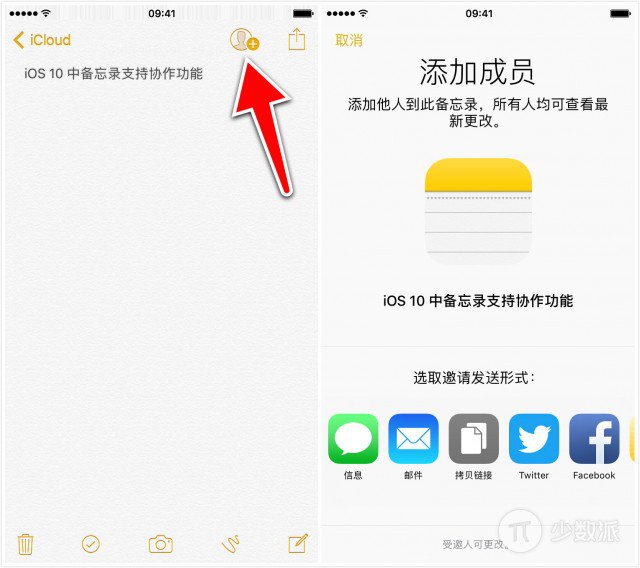 09:41
iCloud
iOS 10 中备忘录支持协作功能
09:41
取消
添加成员
添加他人到此备忘录，所有人均可查看最
新更改。
iOS 10 中备忘录支持协作功能
选取邀请发送形式：
信息 邮件 拷贝链接 Twitter Facebook
受邀人可更改。
π 少数派